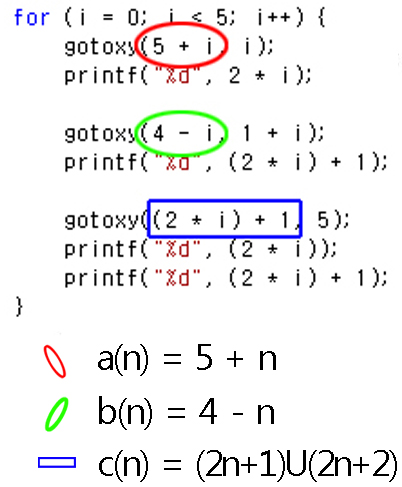 for (i = 0; i < 5; i++) {
gotoxy(5 + i, i);
printf("%d", 2 * i);
gotoxy(4 - i, 1 + i);
printf("%d", (2 * i) + 1);
gotoxy((2 * i) + 1, 5);
printf("%d", (2 * i));
printf("%d", (2 * i) + 1);
}
a(n) = 5 + n
b(n) = 4 - n
c(n) = (2n+1)U(2n+2)